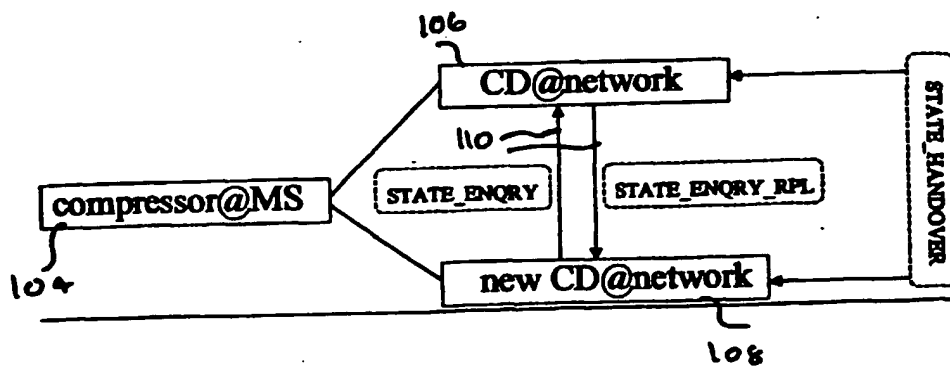 106
CD@network
110
STATE_ENQRY
STATE_ENQRY_RPL
STATE_HANDOVER
compressor@MS
104
new CD@network
108